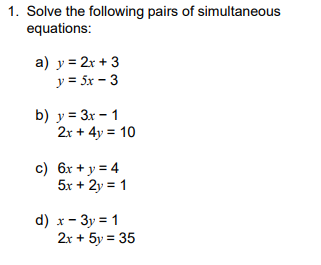 1. Solve the following pairs of simultaneous
equations:
a) y = 2x + 3
y = 5x − 3
b) y = 3x − 1
2x + 4y = 10
c) 6x + y = 4
5x + 2y = 1
d) x − 3y = 1
2x + 5y = 35